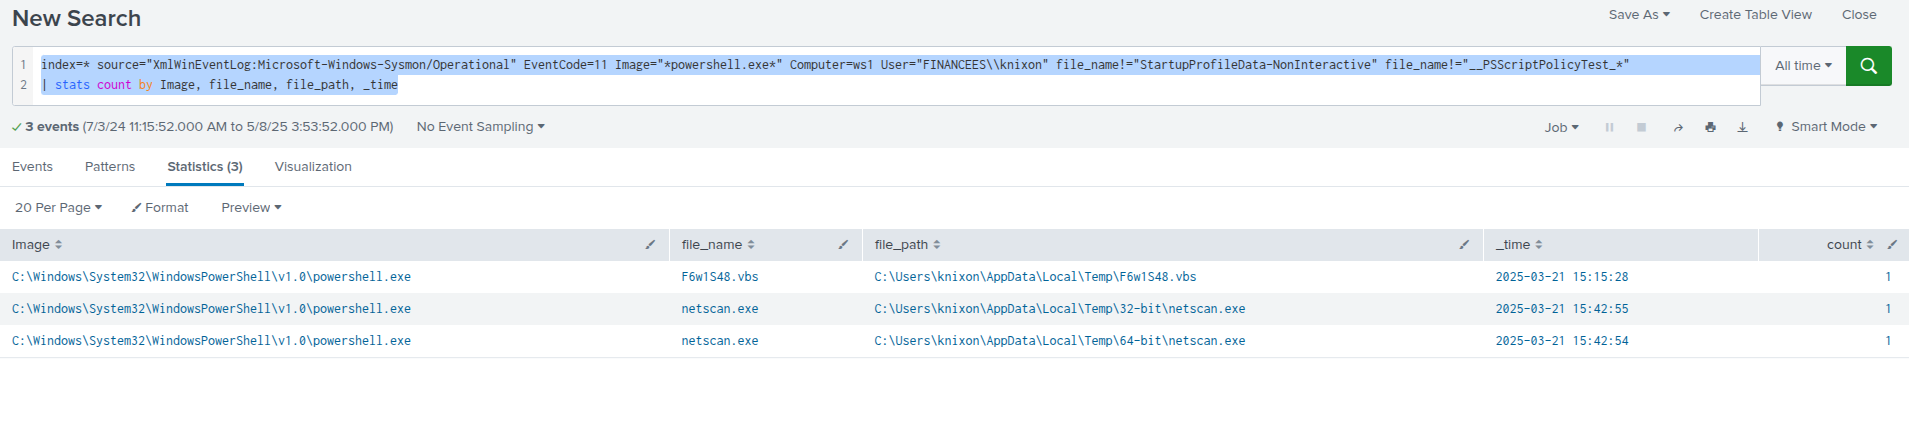 New Search
Save As Create Table View Close
1 index=* source="XmlWinEventLog:Microsoft-Windows-Sysmon/Operational" EventCode=11 Image="*powershell.exe*" Computer=ws1 User="FINANCEES\\knixon" file_name!="StartupProfileData-NonInteractive" file_name!="__PSScriptPolicyTest_*"
2 | stats count by Image, file_name, file_path, _time
All time
3 events (7/3/24 11:15:52.000 AM to 5/8/25 3:53:52.000 PM) No Event Sampling
Job Smart Mode
Events Patterns Statistics (3) Visualization
20 Per Page Format Preview
Image file_name file_path _time count
C:\Windows\System32\WindowsPowerShell\v1.0\powershell.exe F6w1S48.vbs C:\Users\knixon\AppData\Local\Temp\F6w1S48.vbs 2025-03-21 15:15:28 1
C:\Windows\System32\WindowsPowerShell\v1.0\powershell.exe netscan.exe C:\Users\knixon\AppData\Local\Temp\32-bit\netscan.exe 2025-03-21 15:42:55 1
C:\Windows\System32\WindowsPowerShell\v1.0\powershell.exe netscan.exe C:\Users\knixon\AppData\Local\Temp\64-bit\netscan.exe 2025-03-21 15:42:54 1